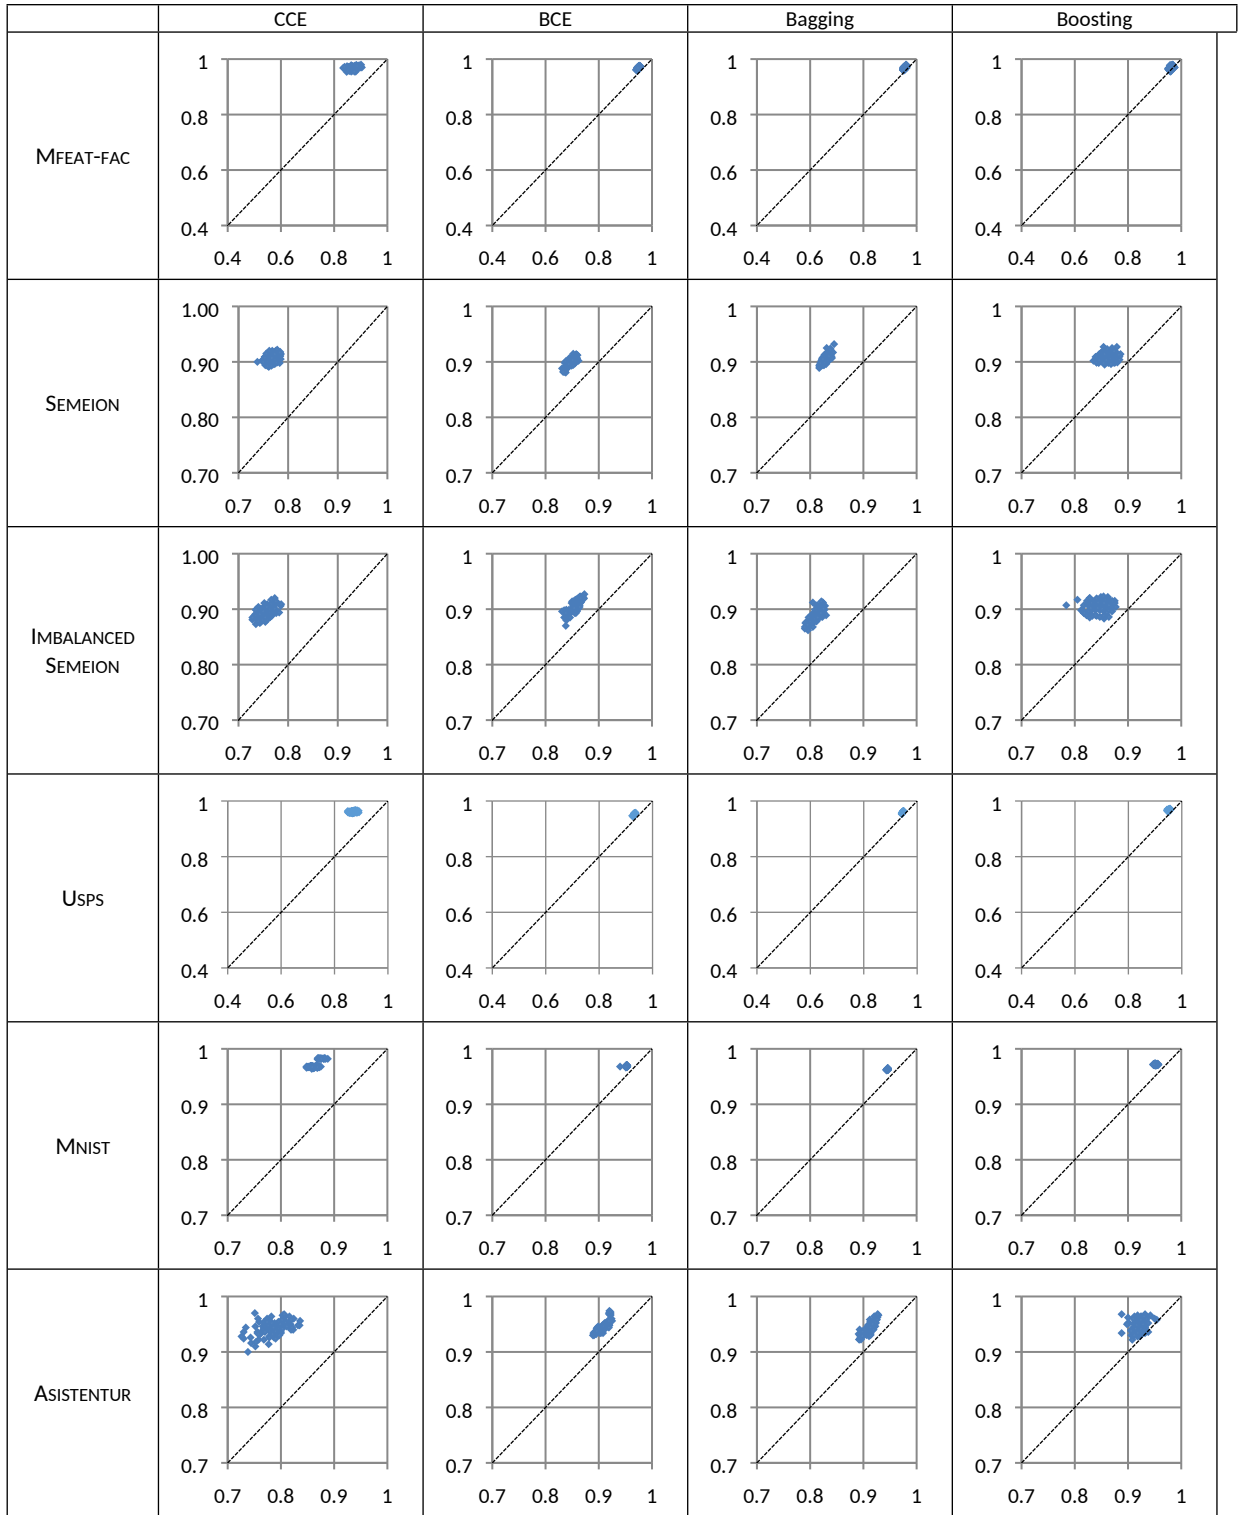 CCE BCE Bagging Boosting
1 1 1 1
0.8 0.8 0.8 0.8
MFEAT-FAC
0.6 0.6 0.6 0.6
0.4 0.4 0.4 0.4
0.4 0.6 0.8 1 0.4 0.6 0.8 1 0.4 0.6 0.8 1 0.4 0.6 0.8 1
1.00 1 1 1
0.90 0.9 0.9 0.9
SEMEION
0.80 0.8 0.8 0.8
0.70 0.7 0.7 0.7
0.7 0.8 0.9 1 0.7 0.8 0.9 1 0.7 0.8 0.9 1 0.7 0.8 0.9 1
1.00 1 1 1
0.90 0.9 0.9 0.9
IMBALANCED
SEMEION
0.80 0.8 0.8 0.8
0.70 0.7 0.7 0.7
0.7 0.8 0.9 1 0.7 0.8 0.9 1 0.7 0.8 0.9 1 0.7 0.8 0.9 1
1 1 1 1
0.8 0.8 0.8 0.8
USPS
0.6 0.6 0.6 0.6
0.4 0.4 0.4 0.4
0.4 0.6 0.8 1 0.4 0.6 0.8 1 0.4 0.6 0.8 1 0.4 0.6 0.8 1
1 1 1 1
0.9 0.9 0.9 0.9
MNIST
0.8 0.8 0.8 0.8
0.7 0.7 0.7 0.7
0.7 0.8 0.9 1 0.7 0.8 0.9 1 0.7 0.8 0.9 1 0.7 0.8 0.9 1
1 1 1 1
0.9 0.9 0.9 0.9
ASISTENTUR
0.8 0.8 0.8 0.8
0.7 0.7 0.7 0.7
0.7 0.8 0.9 1 0.7 0.8 0.9 1 0.7 0.8 0.9 1 0.7 0.8 0.9 1